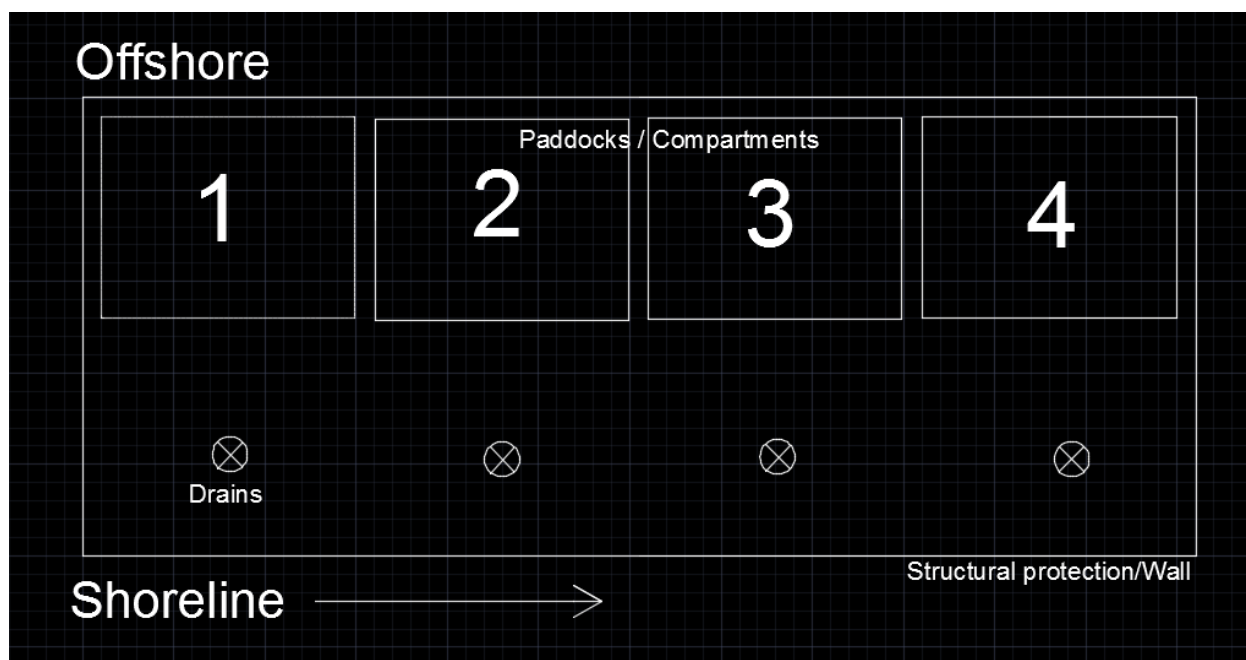 Offshore
Paddocks / Compartments
1
2
3
4
Drains
Structural protection/Wall
Shoreline